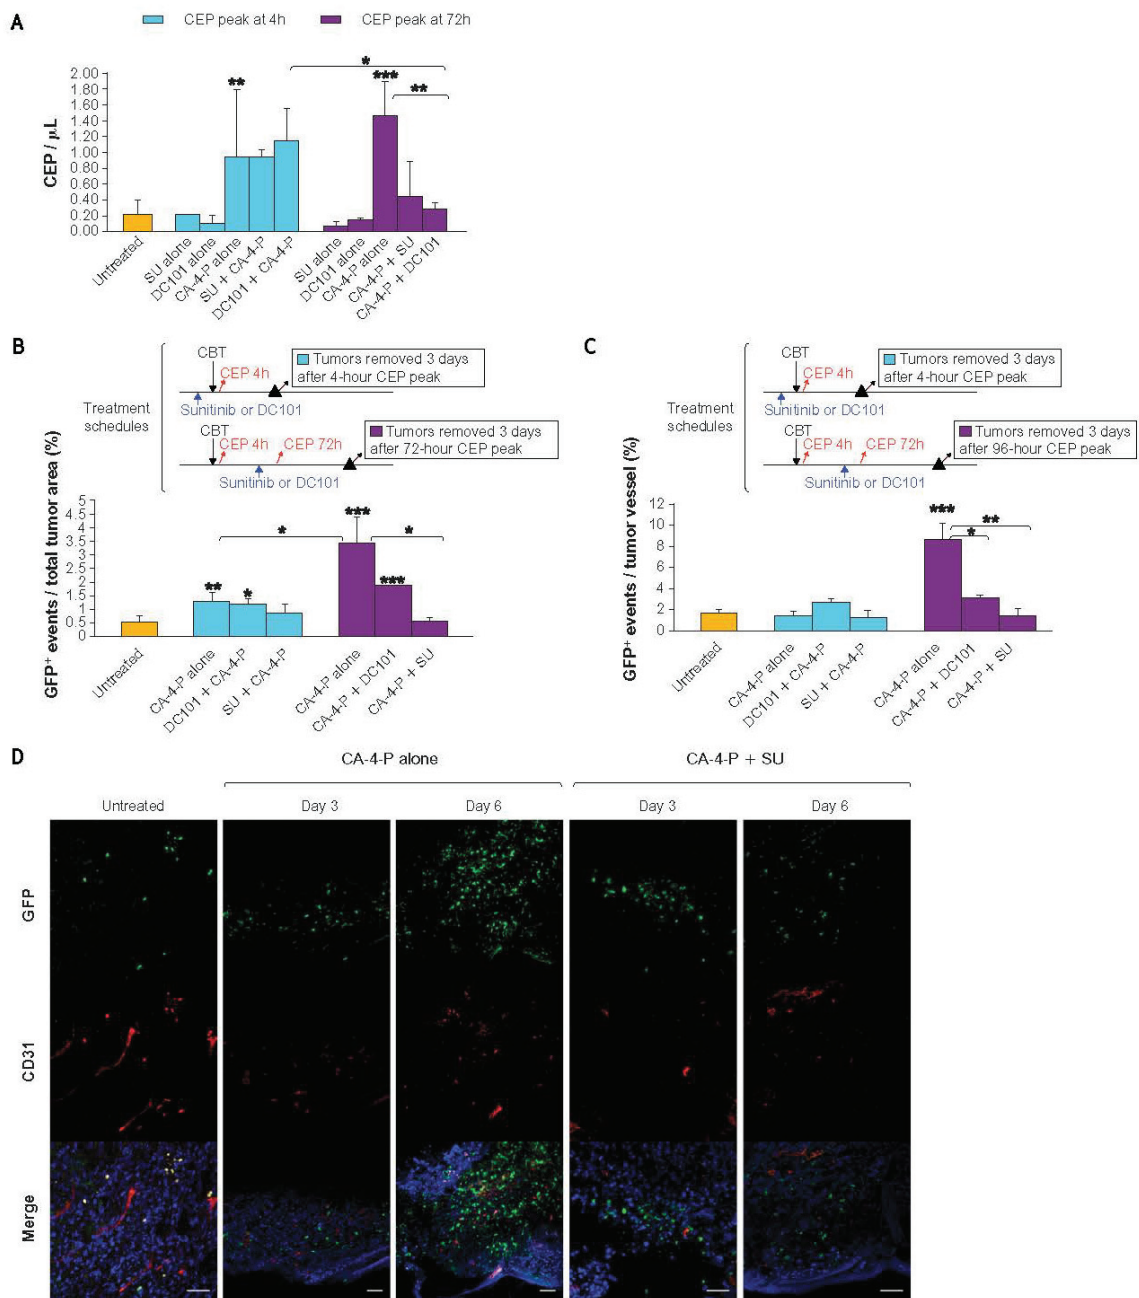 A
CEP peak at 4h
CEP peak at 72h
CEP / µL
2.00
1.80
1.60
1.40
1.20
1.00
0.80
0.60
0.40
0.20
0.00
**
*
***
**
Untreated
SU alone
DC101 alone
CA-4-P alone
SU + CA-4-P
DC101 + CA-4-P
SU alone
DC101 alone
CA-4-P alone
CA-4-P + SU
CA-4-P + DC101
B
Treatment
schedules
CBT
CEP 4h
Sunitinib or DC101
Tumors removed 3 days
after 4-hour CEP peak
CBT
CEP 4h
CEP 72h
Sunitinib or DC101
Tumors removed 3 days
after 72-hour CEP peak
GFP+ events / total tumor area (%)
5
4.5
4
3.5
3
2.5
2
1.5
1
0.5
0
**
*
*
***
***
*
Untreated
CA-4-P alone
DC101 + CA-4-P
SU + CA-4-P
CA-4-P alone
CA-4-P + DC101
CA-4-P + SU
C
Treatment
schedules
CBT
CEP 4h
Sunitinib or DC101
Tumors removed 3 days
after 4-hour CEP peak
CBT
CEP 4h
CEP 72h
Sunitinib or DC101
Tumors removed 3 days
after 96-hour CEP peak
GFP+ events / tumor vessel (%)
12
10
8
6
4
2
0
***
**
*
Untreated
CA-4-P alone
DC101 + CA-4-P
SU + CA-4-P
CA-4-P alone
CA-4-P + DC101
CA-4-P + SU
D
CA-4-P alone
CA-4-P + SU
Untreated
Day 3
Day 6
Day 3
Day 6
GFP
CD31
Merge